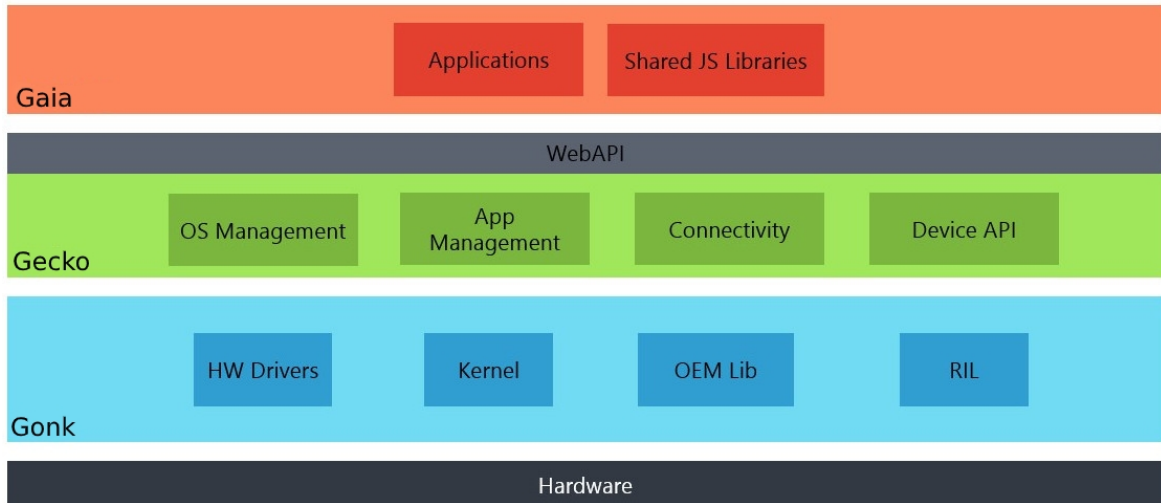 Applications
Shared JS Libraries
Gaia
WebAPI
OS Management
App
Management
Connectivity
Device API
Gecko
HW Drivers
Kernel
OEM Lib
RIL
Gonk
Hardware